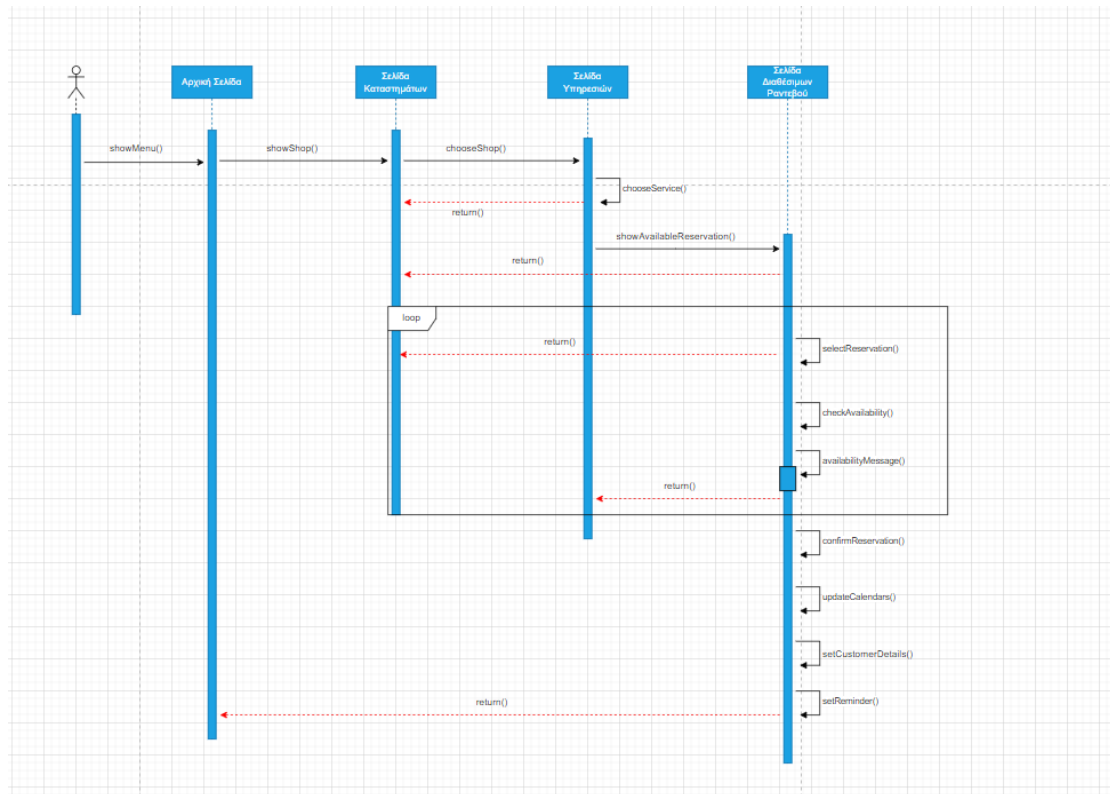 Αρχική Σελίδα
Σελίδα
Καταστημάτων
Σελίδα
Υπηρεσιών
Σελίδα
Διαθέσιμων
Ραντεβού
showMenu()
showShop()
chooseShop()
chooseService()
return()
showAvailableReservation()
return()
loop
return()
selectReservation()
checkAvailability()
availabilityMessage()
return()
confirmReservation()
updateCalendars()
setCustomerDetails()
return()
setReminder()